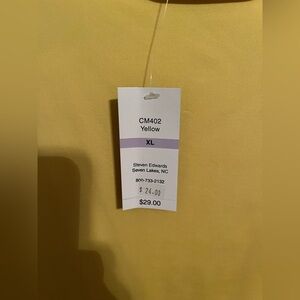 CM402
Yellow
XL
Steven Edwards
Seven Lakes, NC
800-733-2132
$ 24.00
$29.00